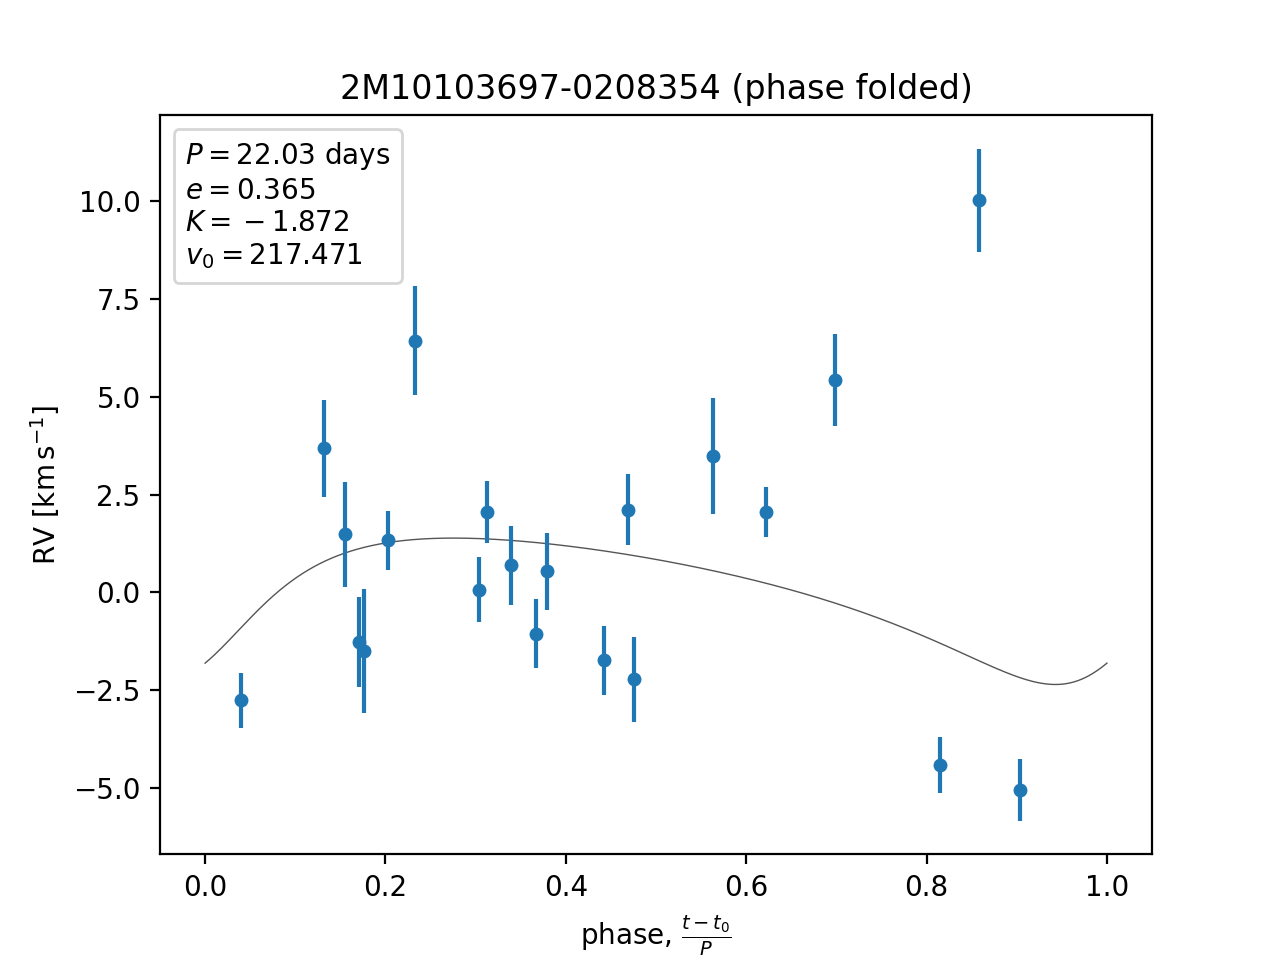 2M10103697-0208354 (phase folded)
P = 22.03 days
e = 0.365
K = −1.872
v₀ = 217.471
10.0
7.5
5.0
2.5
0.0
−2.5
−5.0
RV [km s⁻¹]
0.0 0.2 0.4 0.6 0.8 1.0
phase, (t − t₀)/P